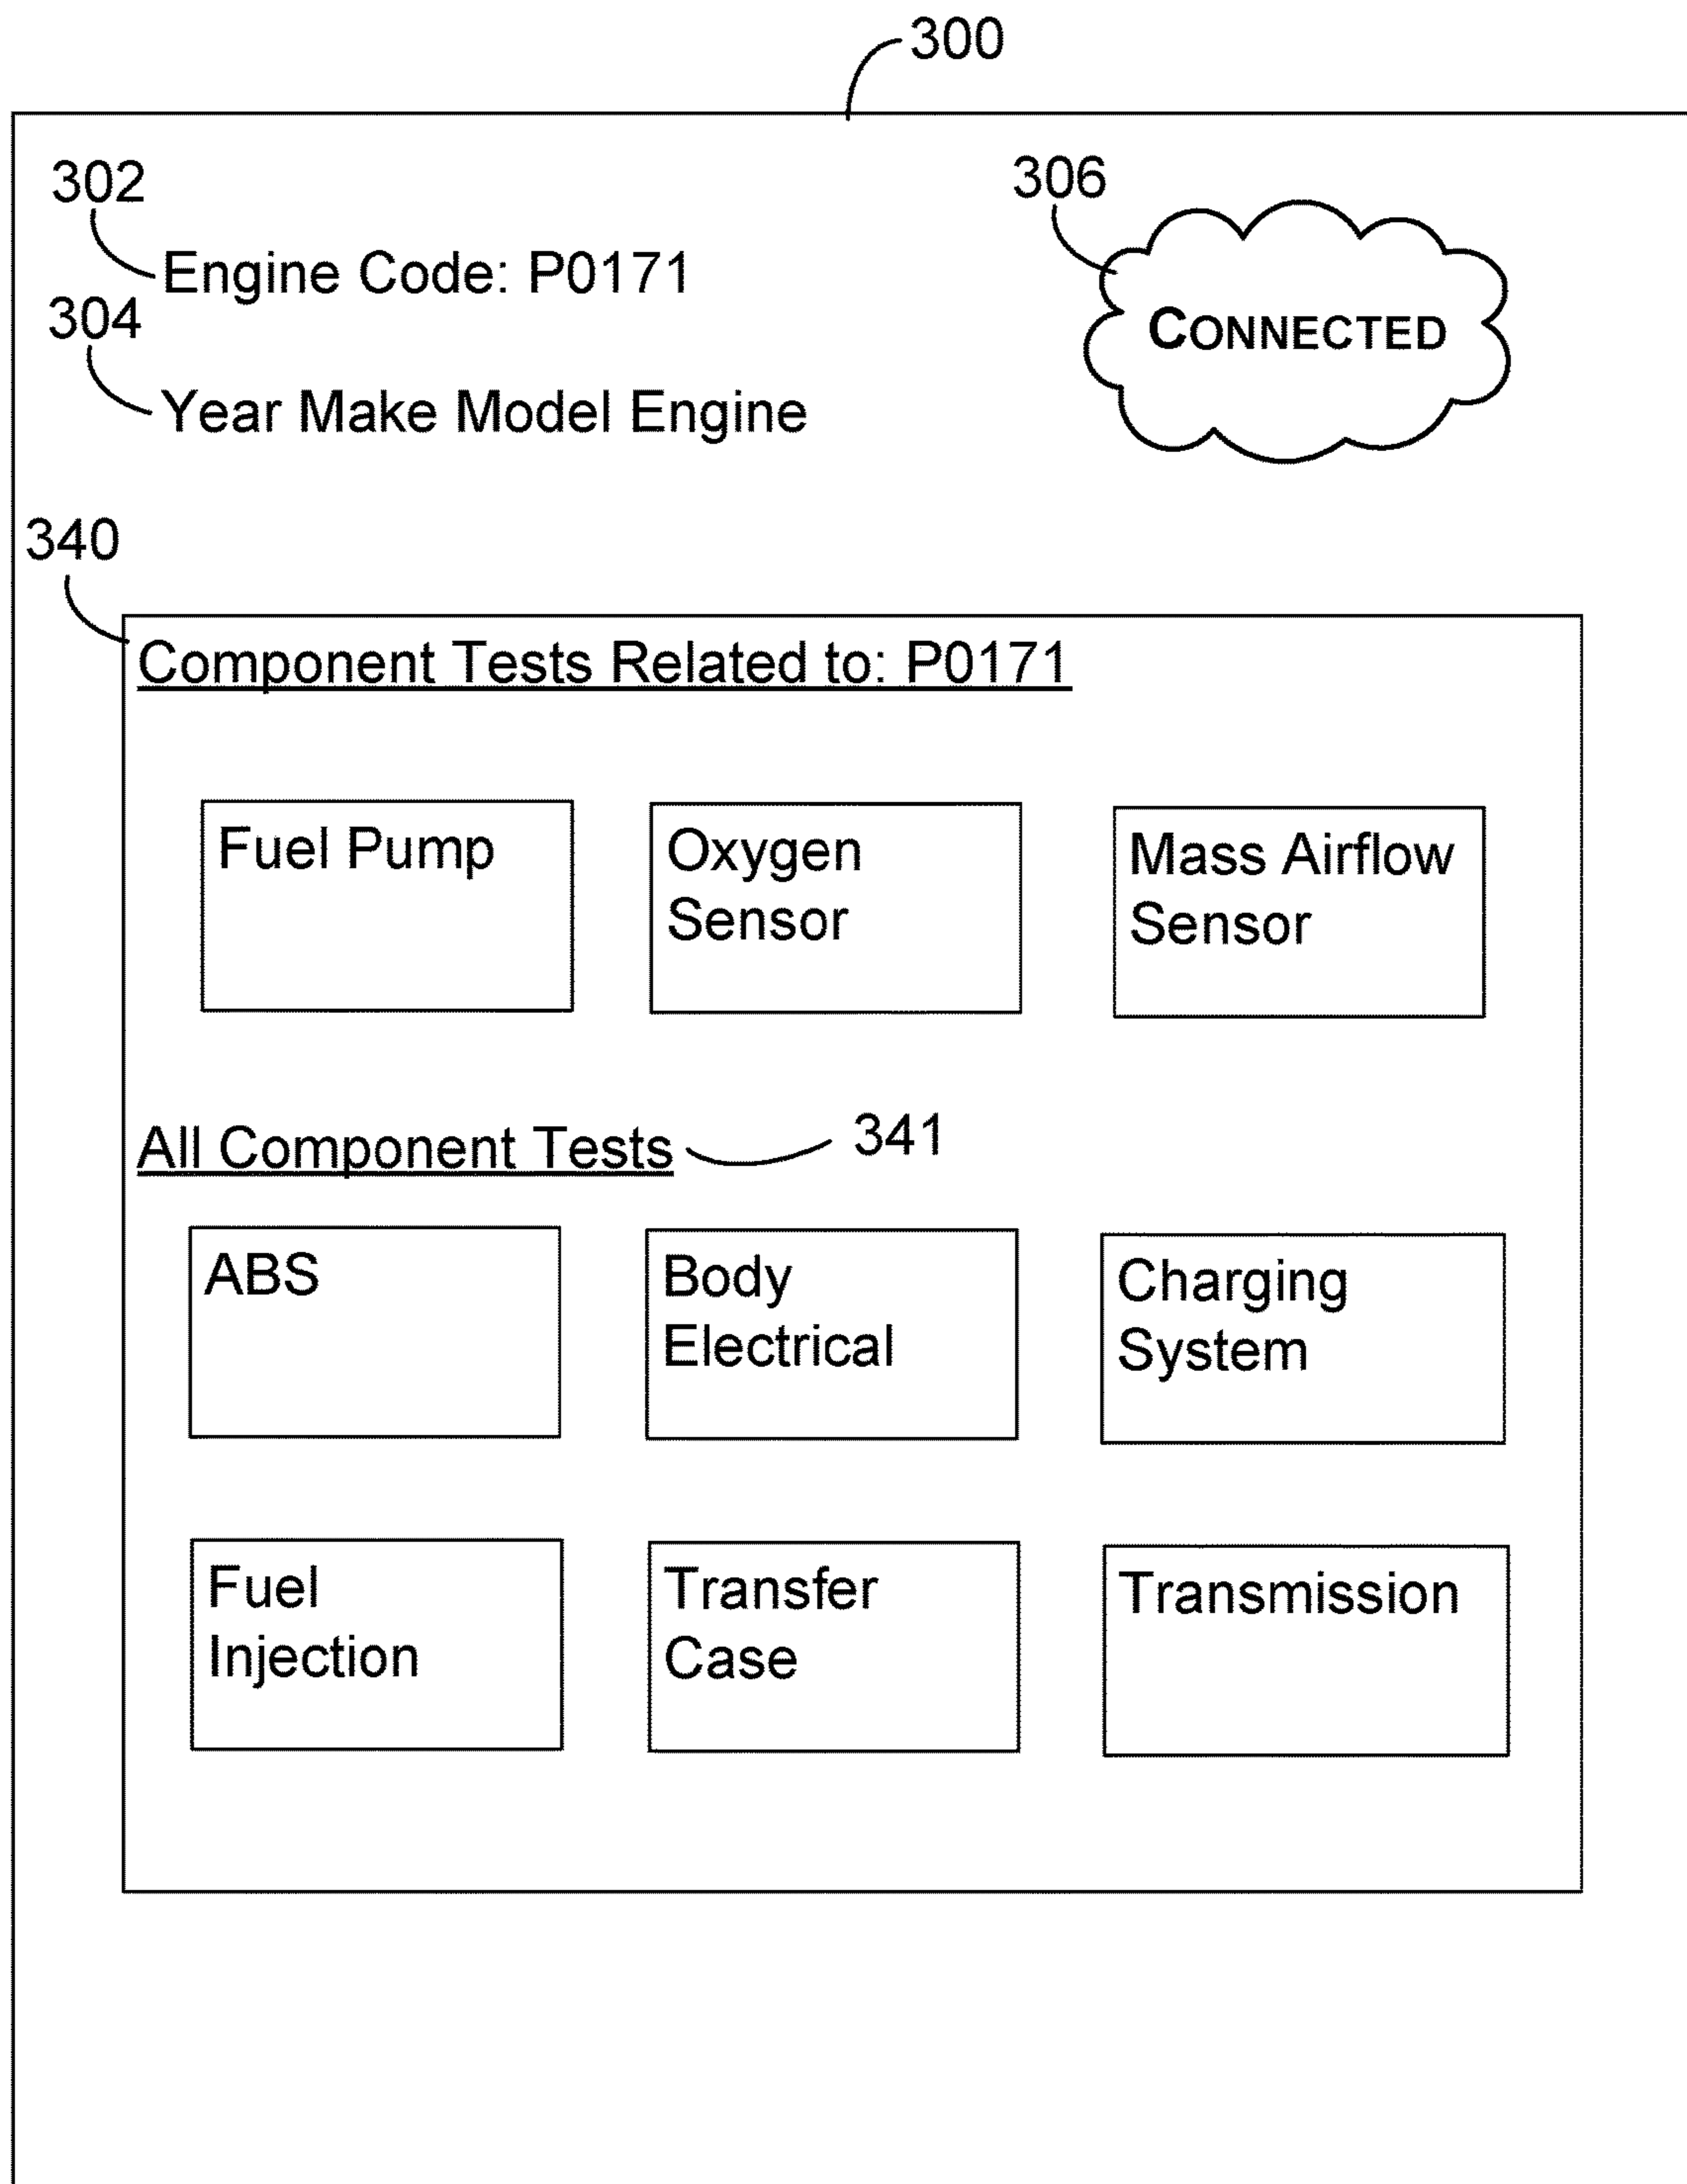 300
302
306
Engine Code: P0171
304
CONNECTED
Year Make Model Engine
340
Component Tests Related to: P0171
Fuel Pump
Oxygen
Sensor
Mass Airflow
Sensor
All Component Tests
341
ABS
Body
Electrical
Charging
System
Fuel
Injection
Transfer
Case
Transmission